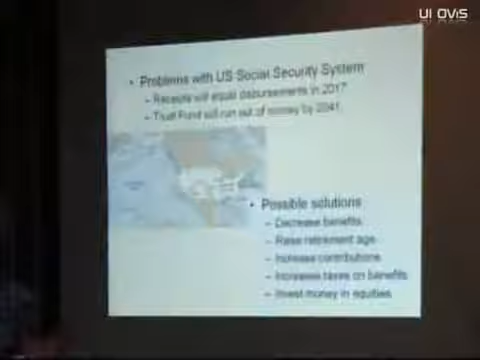 UI OViS
• Problems with US Social Security System
– Receipts will equal disbursements in 2017
– Trust Fund will run out of money by 2041
• Possible solutions
– Decrease benefits
– Raise retirement age
– Increase contributions
– Increase taxes on benefits
– Invest money in equities